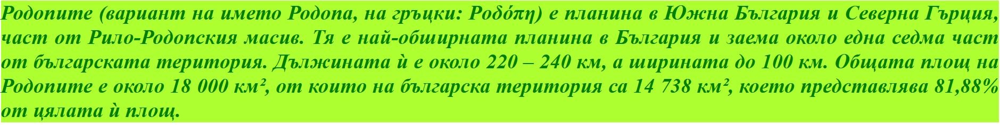 Родопите (вариант на името Родопа, на гръцки: Ροδόπη) е планина в Южна България и Северна Гърция,
част от Рило-Родопския масив. Тя е най-обширната планина в България и заема около една седма част
от българската територия. Дължината ѝ е около 220 – 240 км, а ширината до 100 км. Общата площ на
Родопите е около 18 000 км², от които на българска територия са 14 738 км², което представлява 81,88%
от цялата ѝ площ.